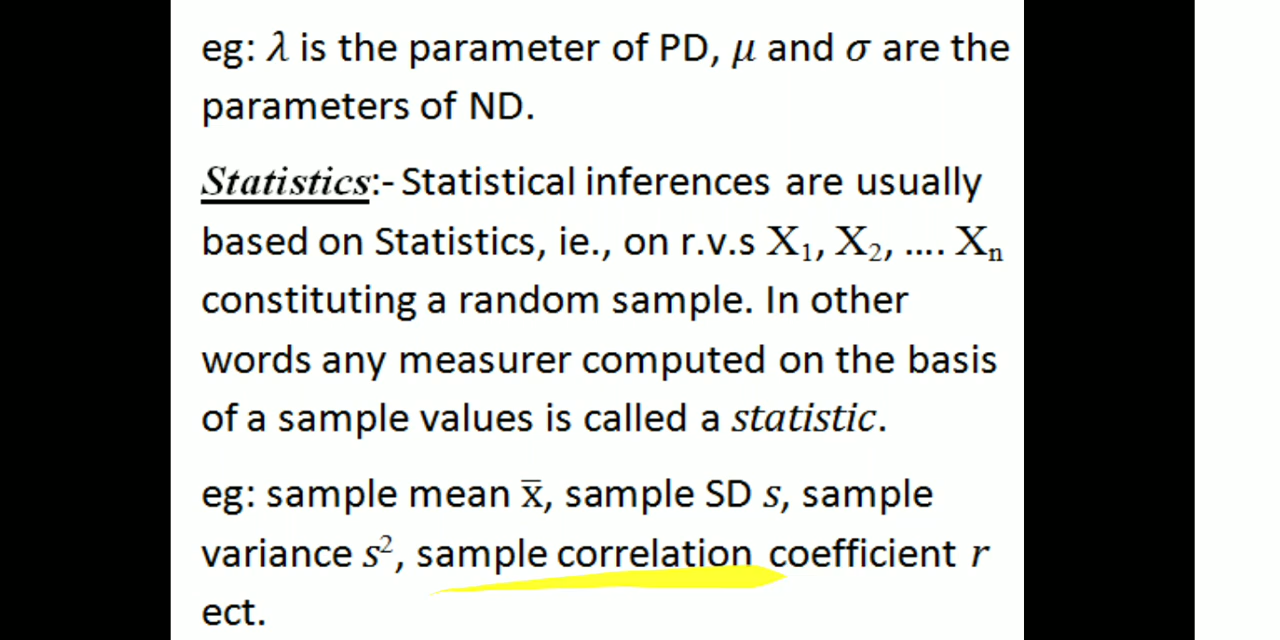 eg: λ is the parameter of PD, μ and σ are the
parameters of ND.
Statistics:- Statistical inferences are usually
based on Statistics, ie., on r.v.s X₁, X₂, .... Xₙ
constituting a random sample. In other
words any measurer computed on the basis
of a sample values is called a statistic.
eg: sample mean x̅, sample SD s, sample
variance s², sample correlation coefficient r
ect.